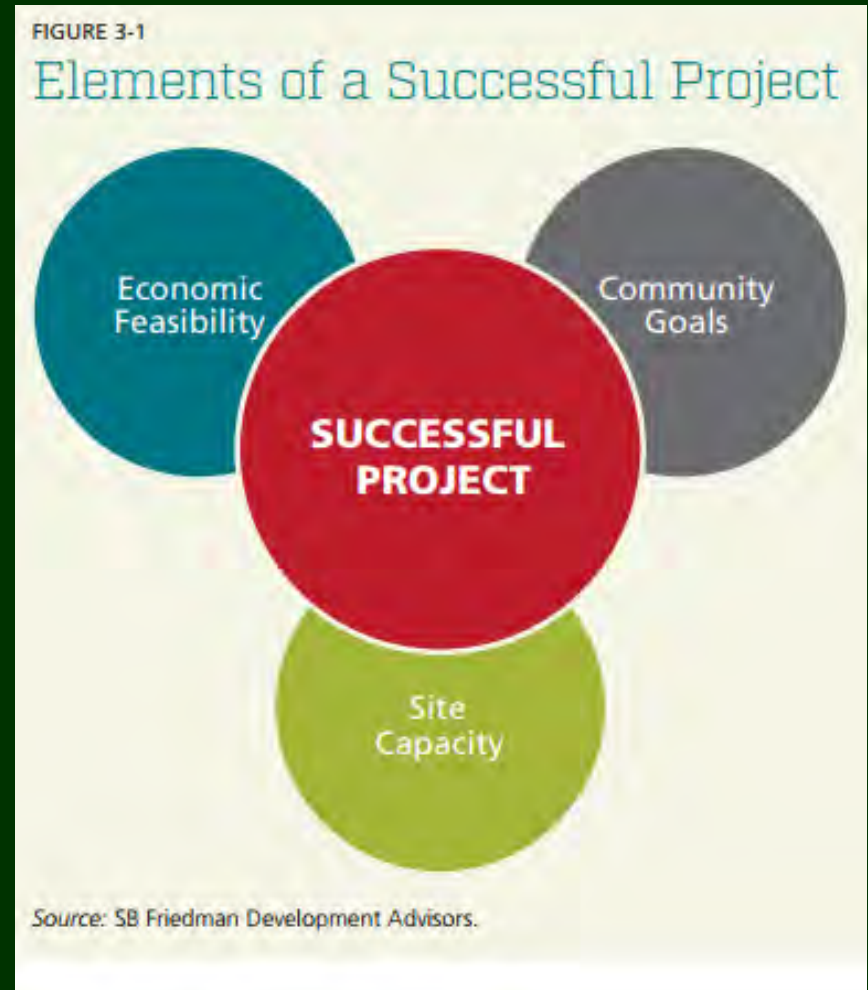 FIGURE 3-1
Elements of a Successful Project
Economic
Feasibility
Community
Goals
SUCCESSFUL
PROJECT
Site
Capacity
Source: SB Friedman Development Advisors.